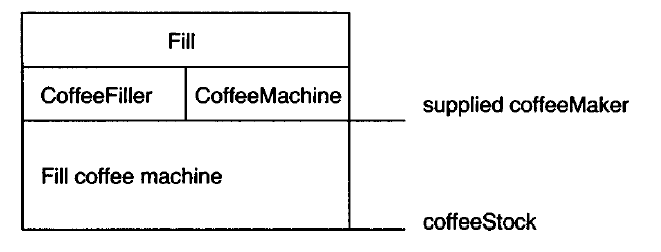 Fill
CoffeeFiller CoffeeMachine
supplied coffeeMaker
Fill coffee machine
coffeeStock